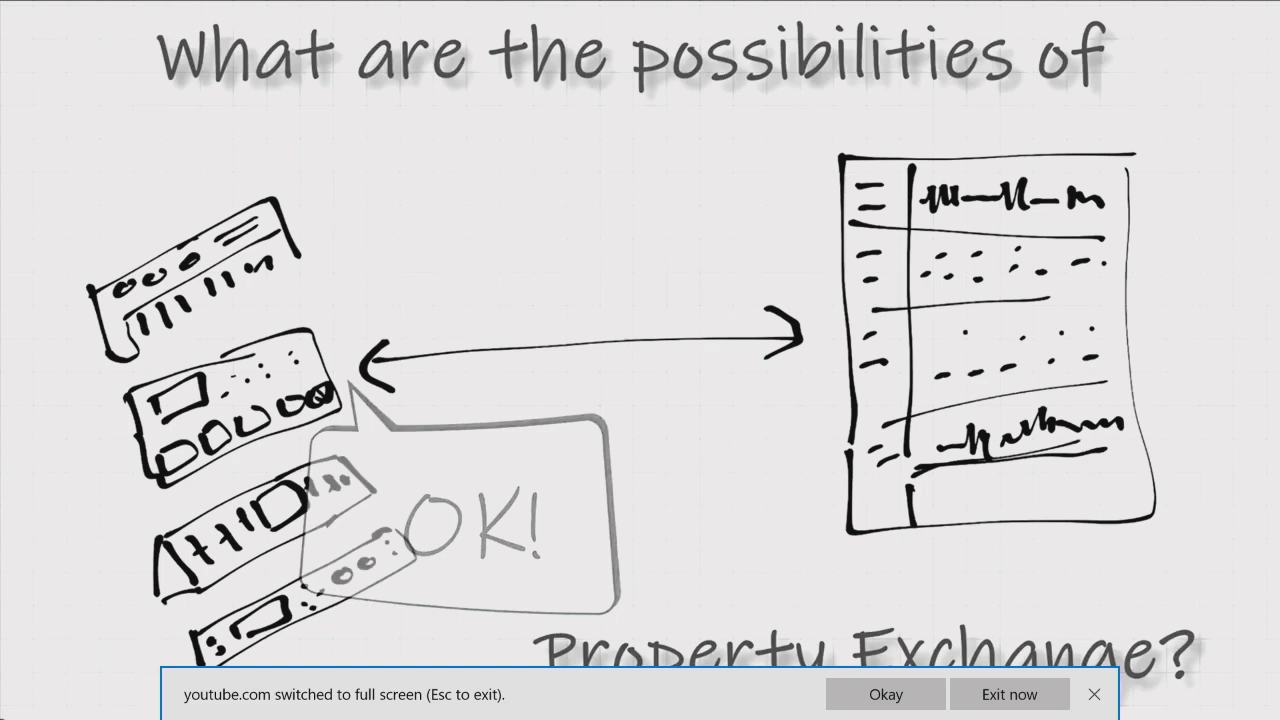 What are the possibilities of
OK!
Property Exchange?
youtube.com switched to full screen (Esc to exit).
Okay
Exit now